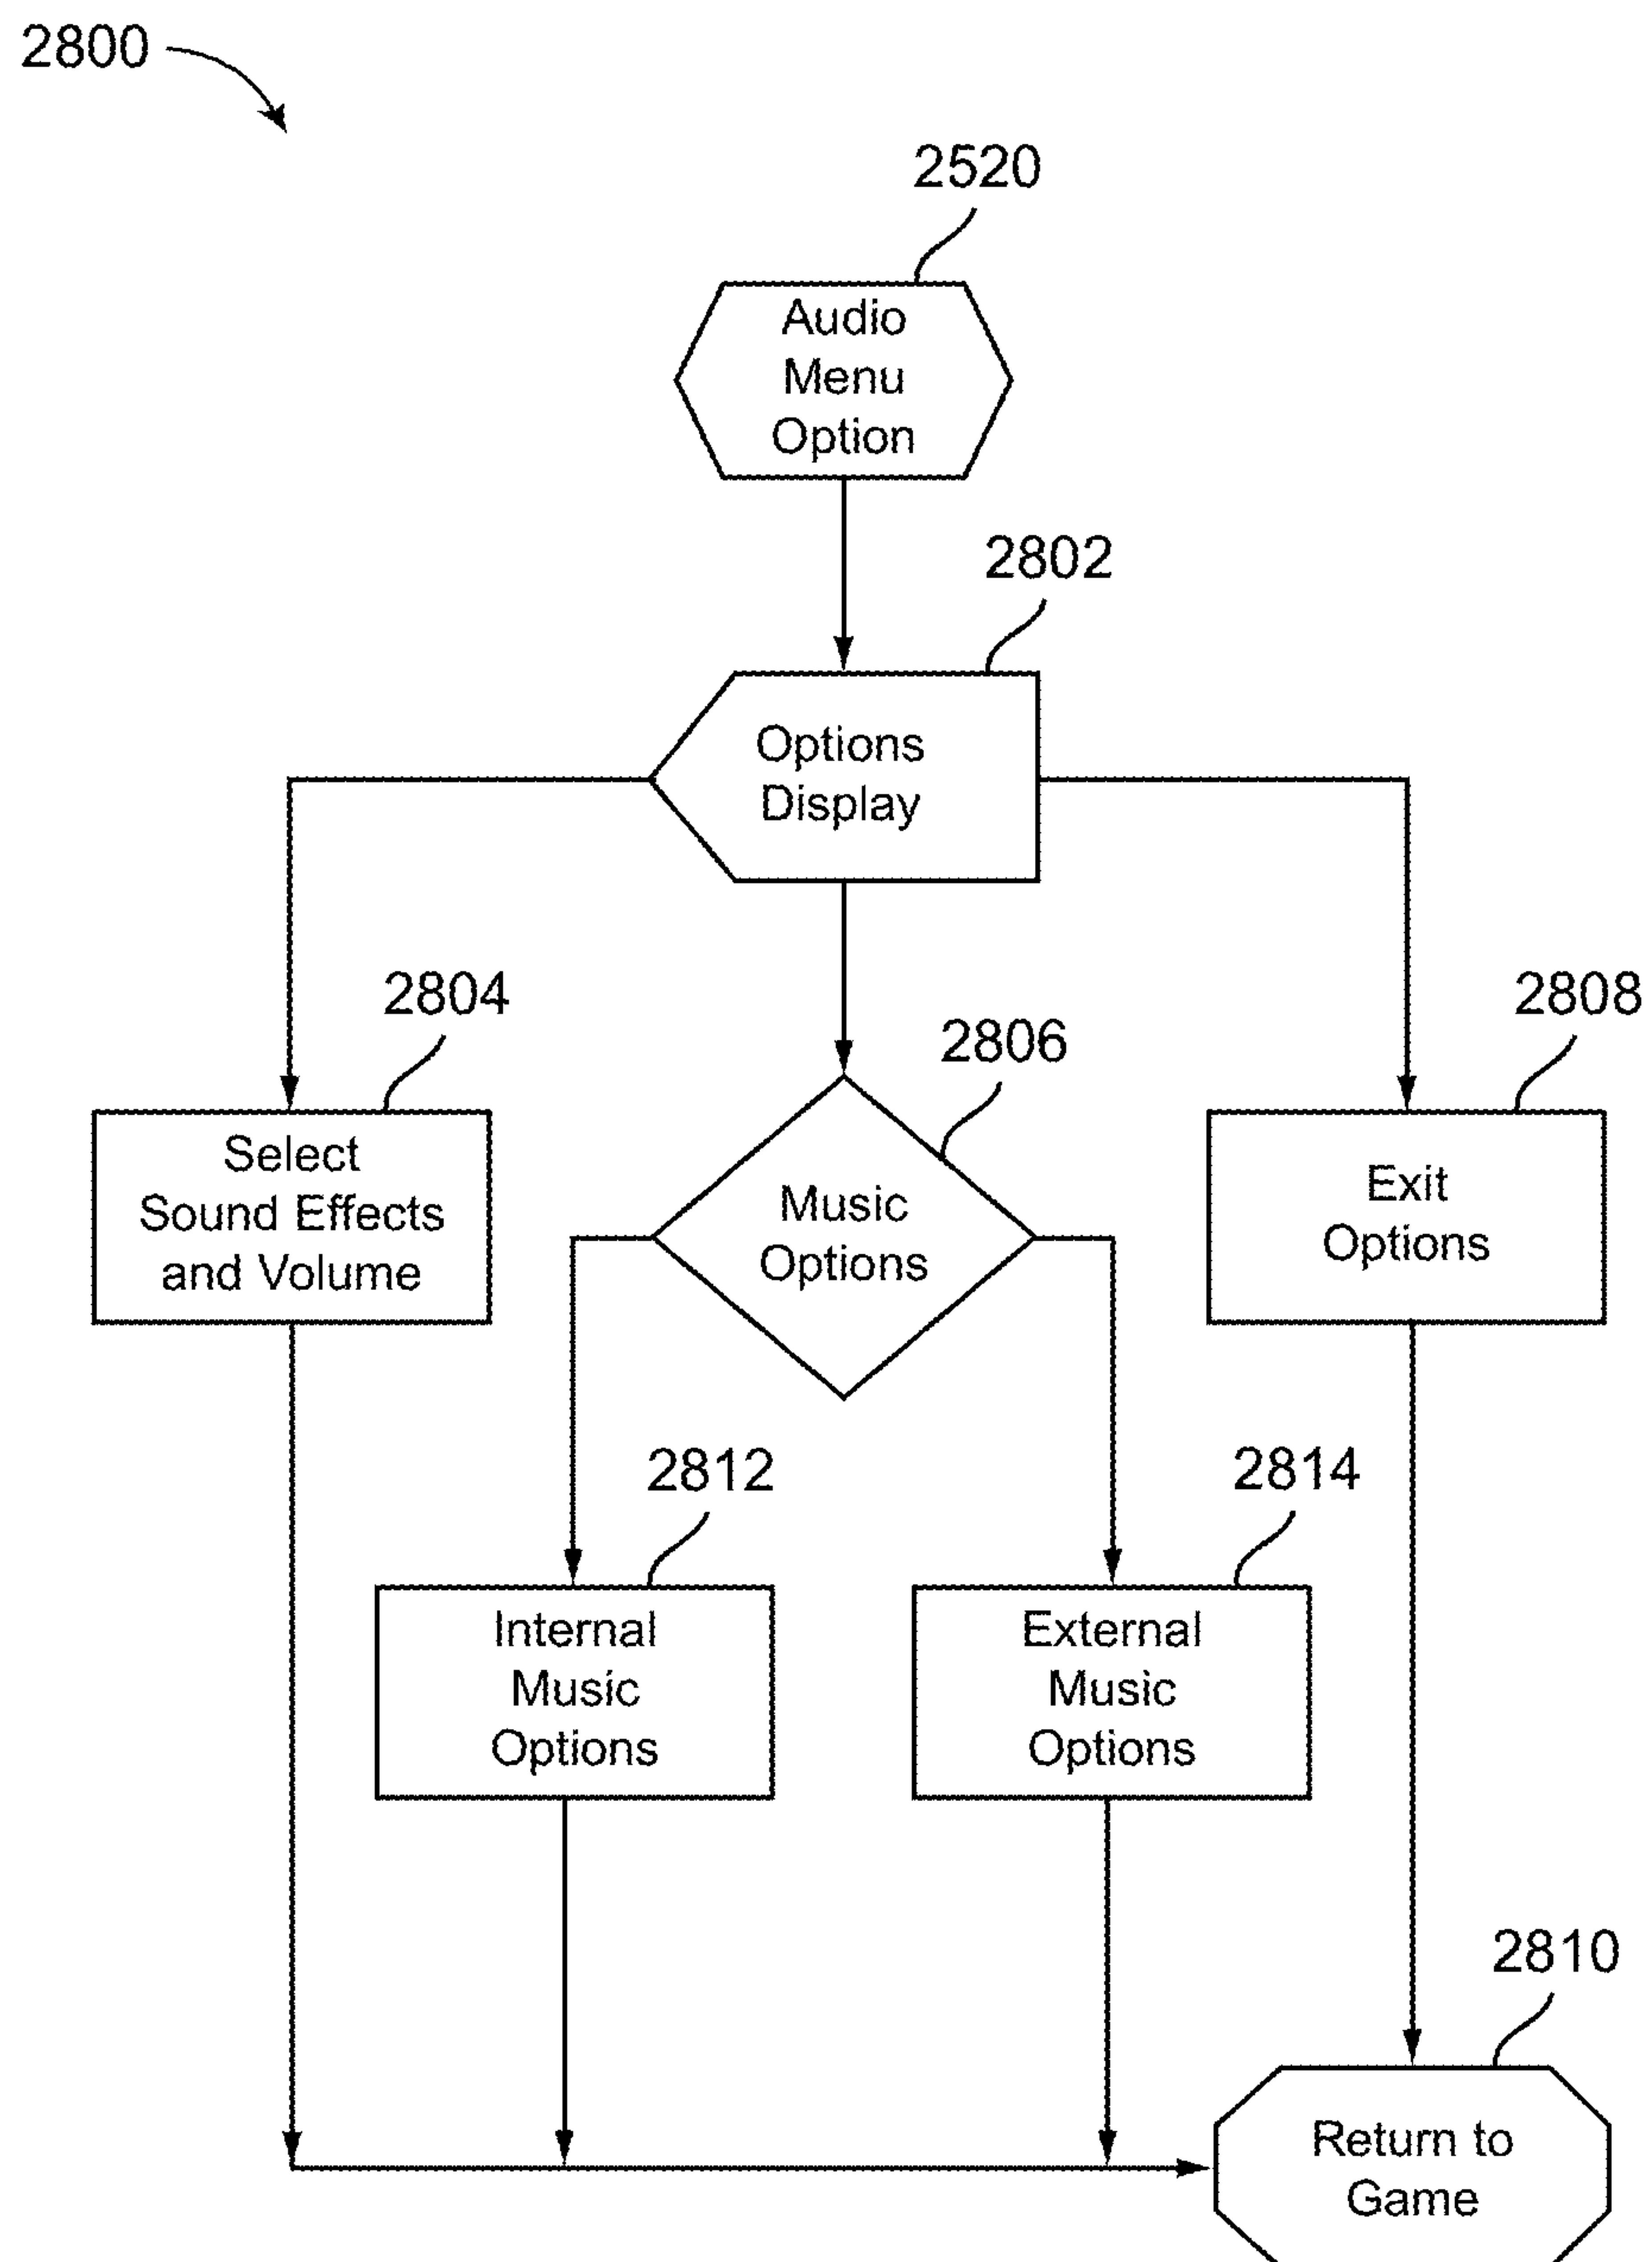 2800
2520
Audio
Menu
Option
2802
Options
Display
2804
2808
2806
Select
Sound Effects
and Volume
Music
Options
Exit
Options
2812
2814
Internal
Music
Options
External
Music
Options
2810
Return to
Game